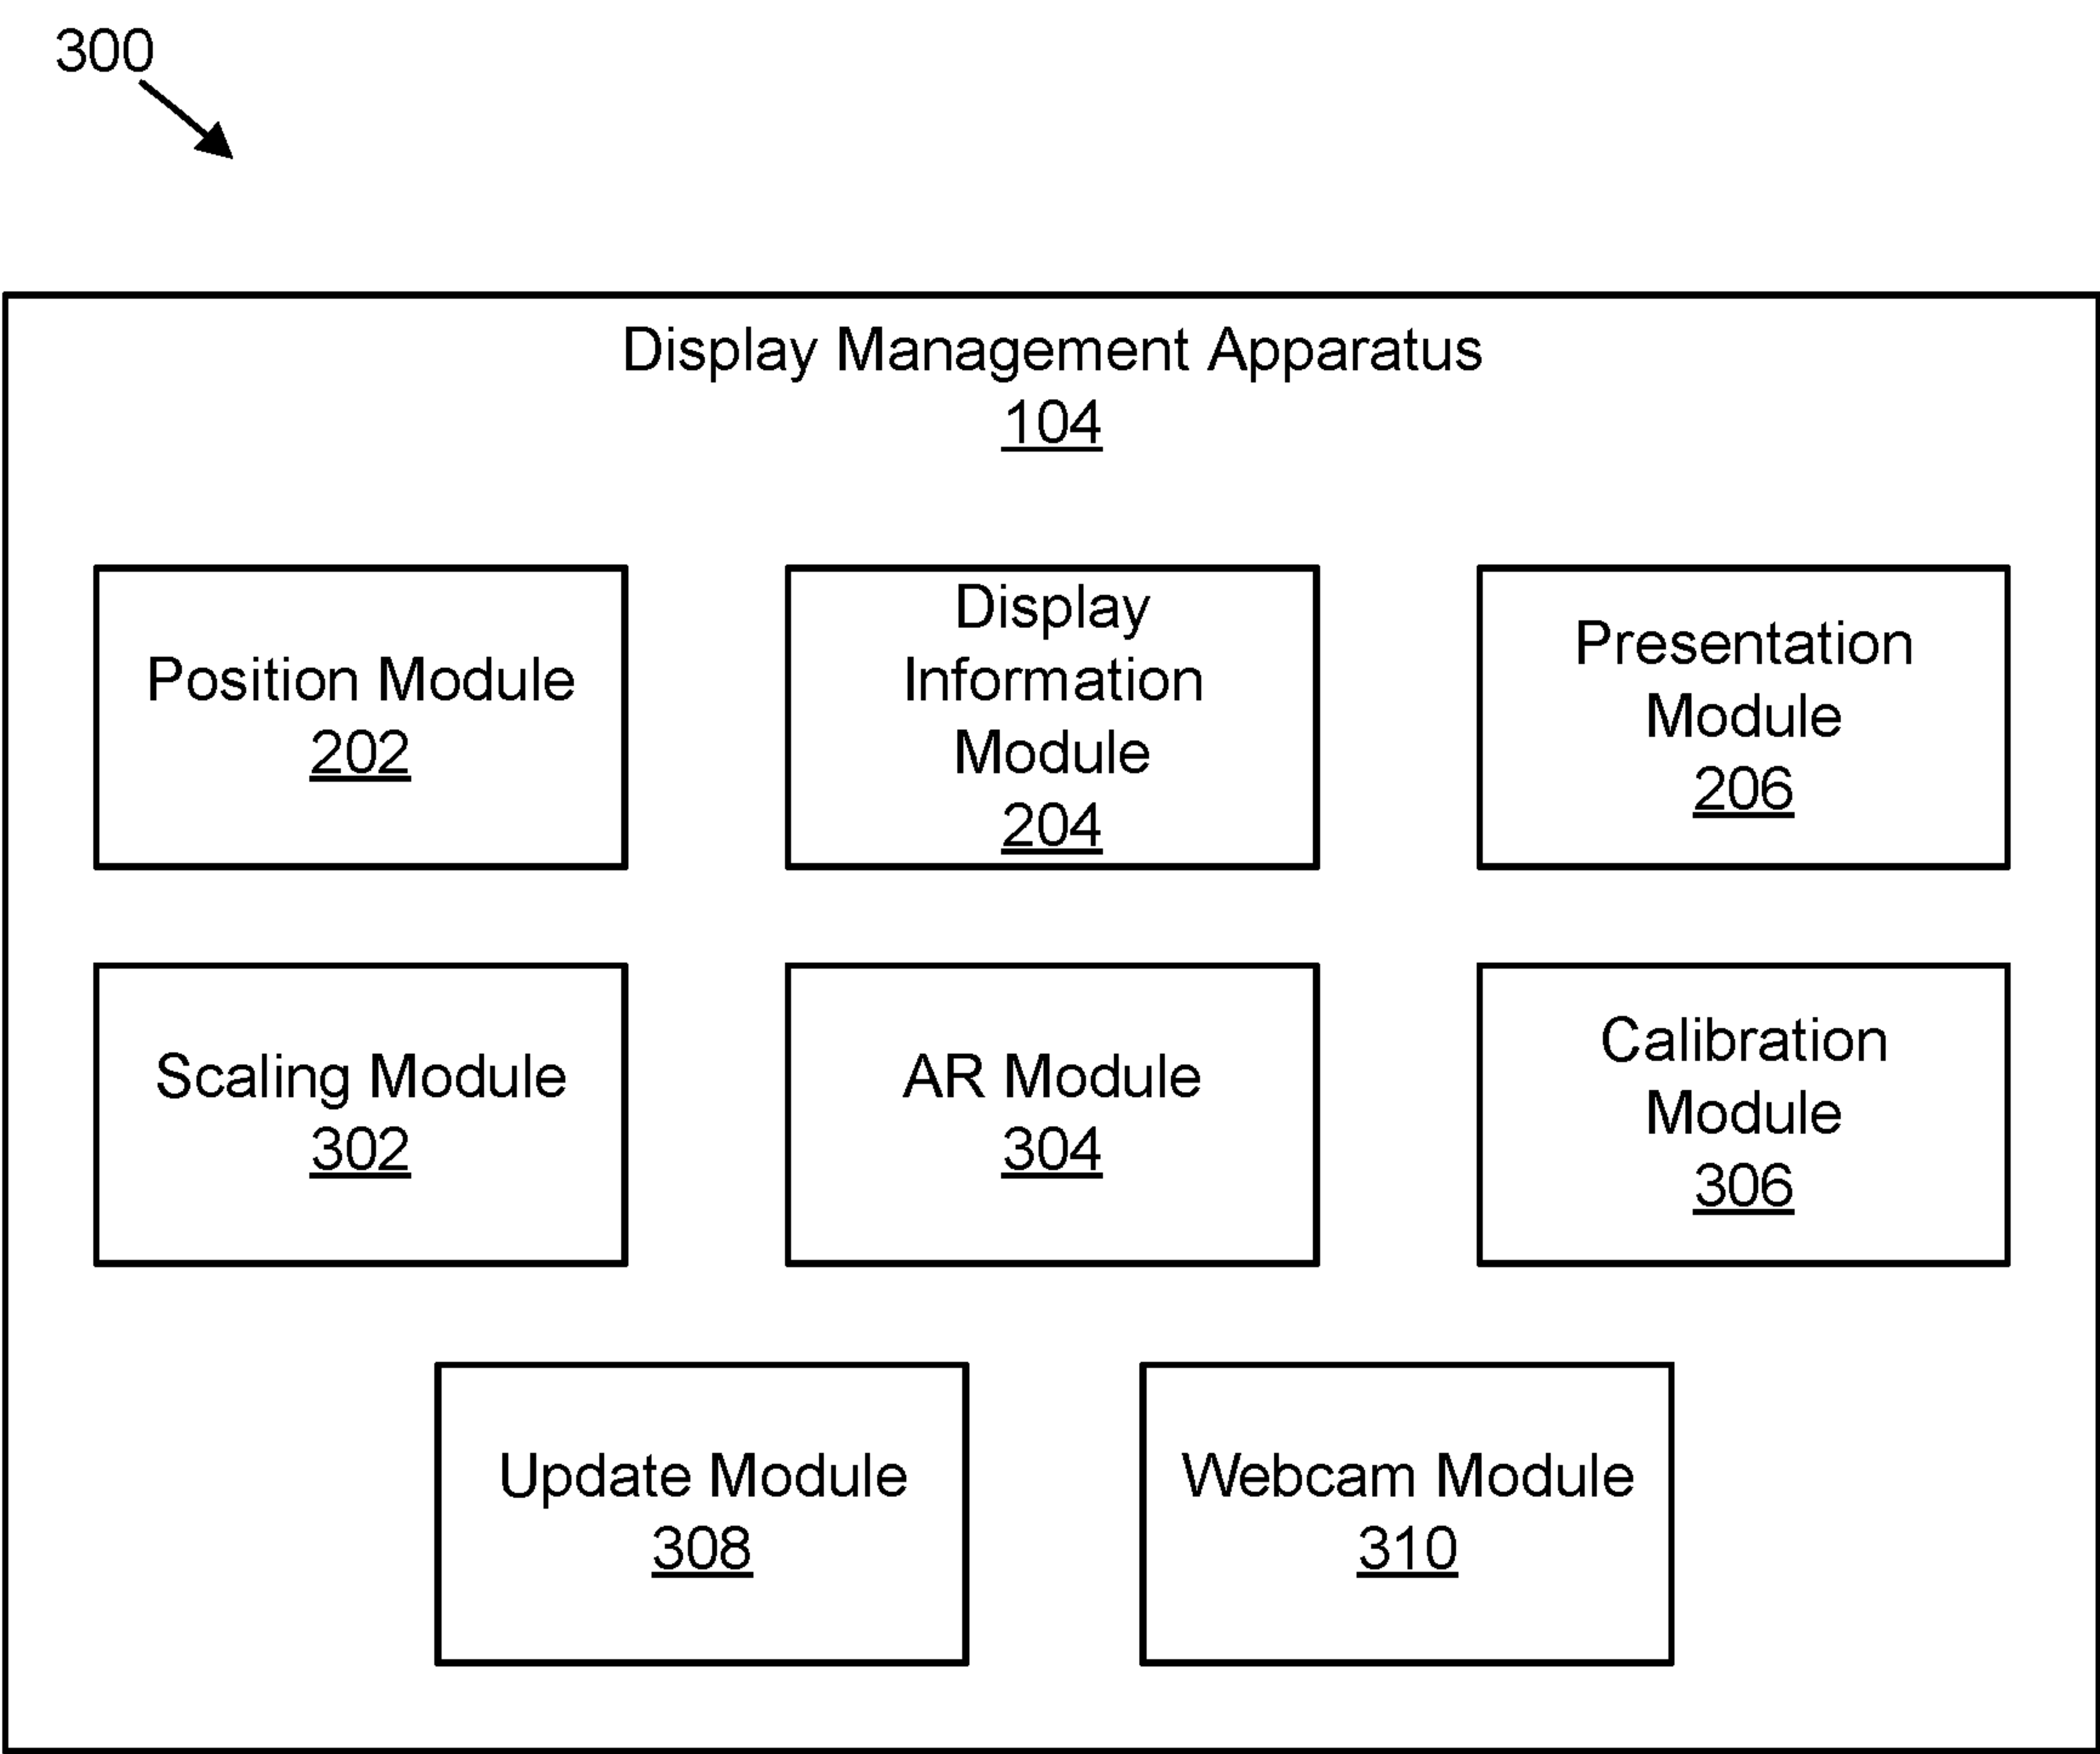 300
Display Management Apparatus
104
Position Module
202
Display
Information
Module
204
Presentation
Module
206
Scaling Module
302
AR Module
304
Calibration
Module
306
Update Module
308
Webcam Module
310